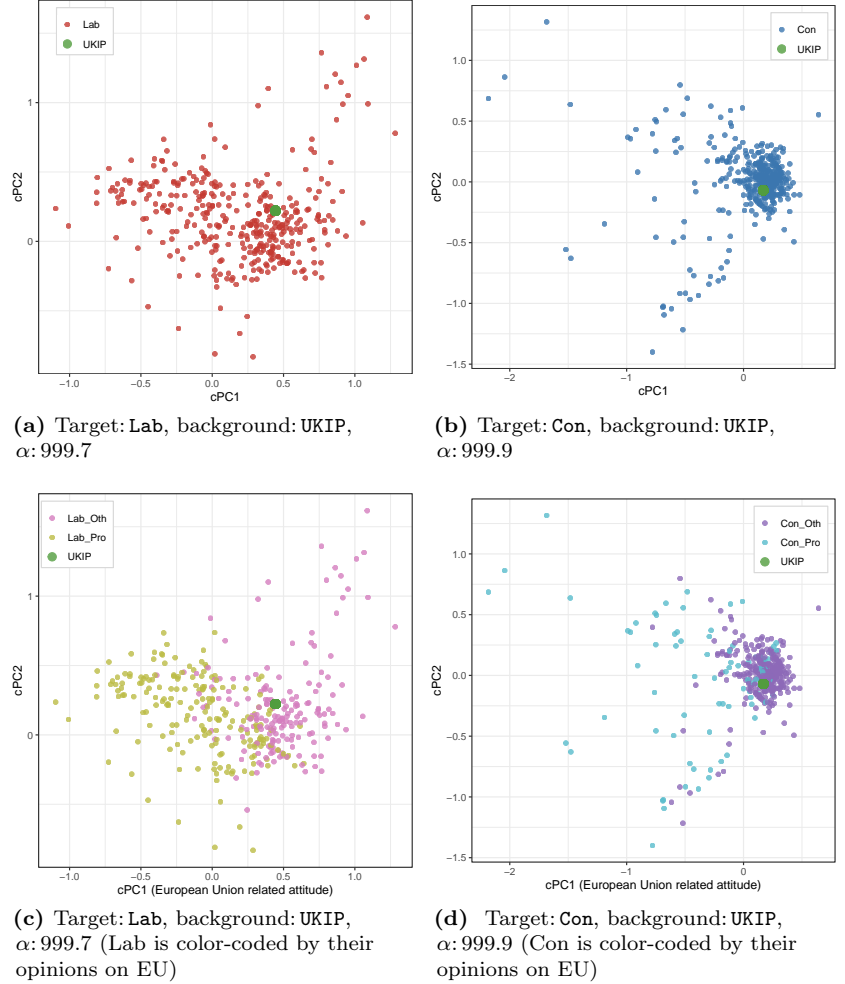 Lab
UKIP
1
0
cPC2
−1.0
−0.5
0.0
0.5
1.0
cPC1
(a) Target: Lab, background: UKIP,
α: 999.7
Con
UKIP
1.0
0.5
0.0
−0.5
−1.0
−1.5
cPC2
−2
−1
0
cPC1
(b) Target: Con, background: UKIP,
α: 999.9
Lab_Oth
Lab_Pro
UKIP
1
0
cPC2
−1.0
−0.5
0.0
0.5
1.0
cPC1 (European Union related attitude)
(c) Target: Lab, background: UKIP,
α: 999.7 (Lab is color-coded by their
opinions on EU)
Con_Oth
Con_Pro
UKIP
1.0
0.5
0.0
−0.5
−1.0
−1.5
cPC2
−2
−1
0
cPC1 (European Union related attitude)
(d) Target: Con, background: UKIP,
α: 999.9 (Con is color-coded by their
opinions on EU)